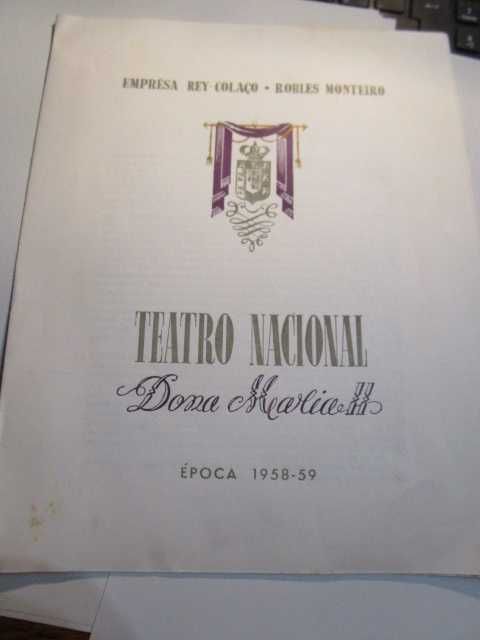 EMPRÊSA REY-COLAÇO • ROBLES MONTEIRO
TEATRO NACIONAL
Dona Maria II
ÉPOCA 1958-59